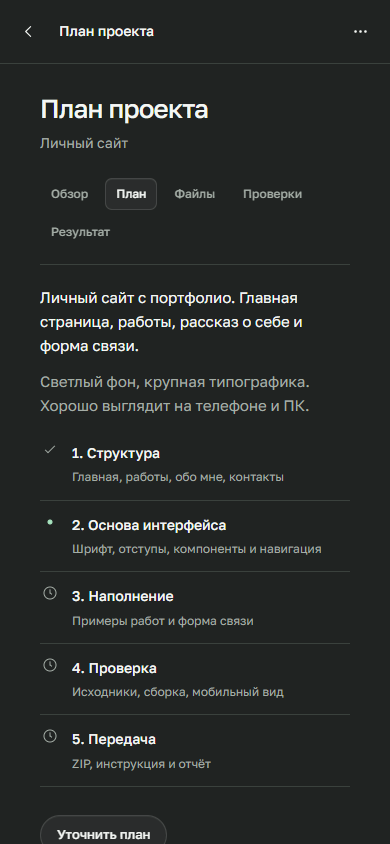 План проекта
План проекта
Личный сайт
Обзор План Файлы Проверки
Результат
Личный сайт с портфолио. Главная
страница, работы, рассказ о себе и
форма связи.
Светлый фон, крупная типографика.
Хорошо выглядит на телефоне и ПК.
1. Структура
Главная, работы, обо мне, контакты
2. Основа интерфейса
Шрифт, отступы, компоненты и навигация
3. Наполнение
Примеры работ и форма связи
4. Проверка
Исходники, сборка, мобильный вид
5. Передача
ZIP, инструкция и отчёт
Уточнить план